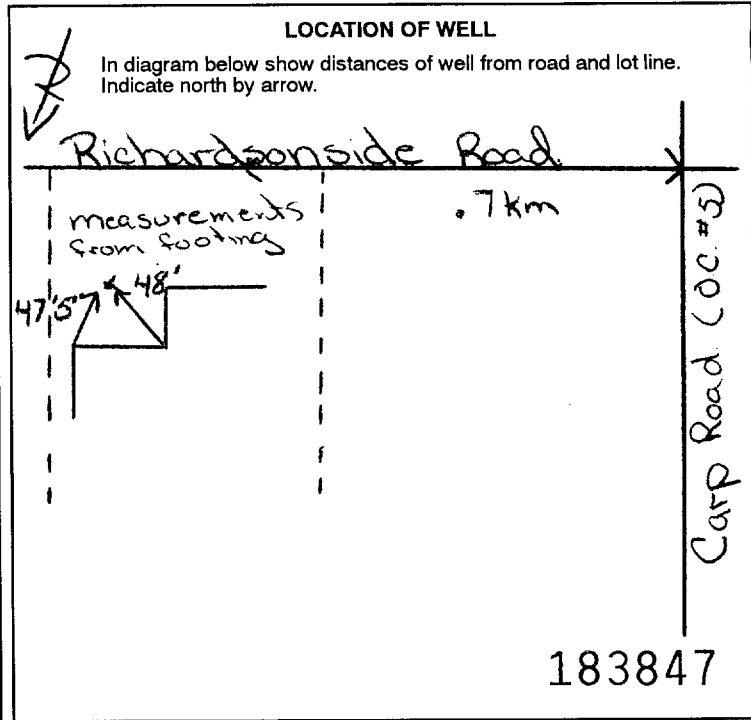 LOCATION OF WELL
In diagram below show distances of well from road and lot line.
Indicate north by arrow.
Richardsonside Road
.7km
measurements
from footing
47'5"
48'
Carp Road (OC.#5)
183847